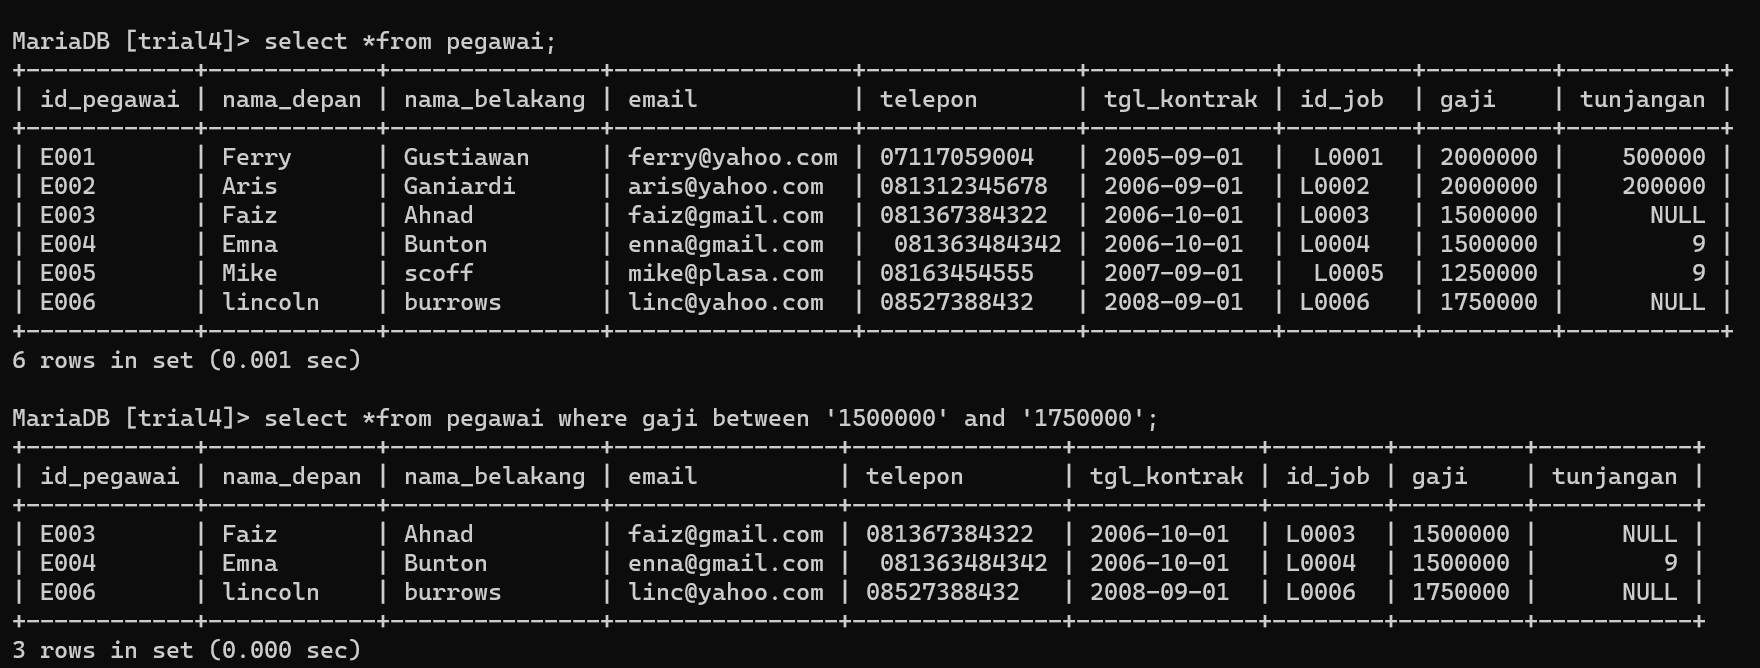 MariaDB [trial4]> select *from pegawai;
+------------+------------+---------------+----------------+---------------+-------------+---------+---------+-----------+
| id_pegawai | nama_depan | nama_belakang | email          | telepon       | tgl_kontrak | id_job  | gaji    | tunjangan |
+------------+------------+---------------+----------------+---------------+-------------+---------+---------+-----------+
| E001       | Ferry      | Gustiawan     | ferry@yahoo.com | 07117059004   | 2005-09-01  |  L0001  | 2000000 |    500000 |
| E002       | Aris       | Ganiardi      | aris@yahoo.com  | 081312345678  | 2006-09-01  | L0002   | 2000000 |    200000 |
| E003       | Faiz       | Ahnad         | faiz@gmail.com  | 081367384322  | 2006-10-01  | L0003   | 1500000 |      NULL |
| E004       | Emna       | Bunton        | enna@gmail.com  |  081363484342 | 2006-10-01  | L0004   | 1500000 |         9 |
| E005       | Mike       | scoff         | mike@plasa.com  | 08163454555   | 2007-09-01  |  L0005  | 1250000 |         9 |
| E006       | lincoln    | burrows       | linc@yahoo.com  | 08527388432   | 2008-09-01  | L0006   | 1750000 |      NULL |
+------------+------------+---------------+----------------+---------------+-------------+---------+---------+-----------+
6 rows in set (0.001 sec)
MariaDB [trial4]> select *from pegawai where gaji between '1500000' and '1750000';
+------------+------------+---------------+----------------+---------------+-------------+--------+---------+-----------+
| id_pegawai | nama_depan | nama_belakang | email          | telepon       | tgl_kontrak | id_job | gaji    | tunjangan |
+------------+------------+---------------+----------------+---------------+-------------+--------+---------+-----------+
| E003       | Faiz       | Ahnad         | faiz@gmail.com | 081367384322  | 2006-10-01  | L0003  | 1500000 |      NULL |
| E004       | Emna       | Bunton        | enna@gmail.com |  081363484342 | 2006-10-01  | L0004  | 1500000 |         9 |
| E006       | lincoln    | burrows       | linc@yahoo.com | 08527388432   | 2008-09-01  | L0006  | 1750000 |      NULL |
+------------+------------+---------------+----------------+---------------+-------------+--------+---------+-----------+
3 rows in set (0.000 sec)